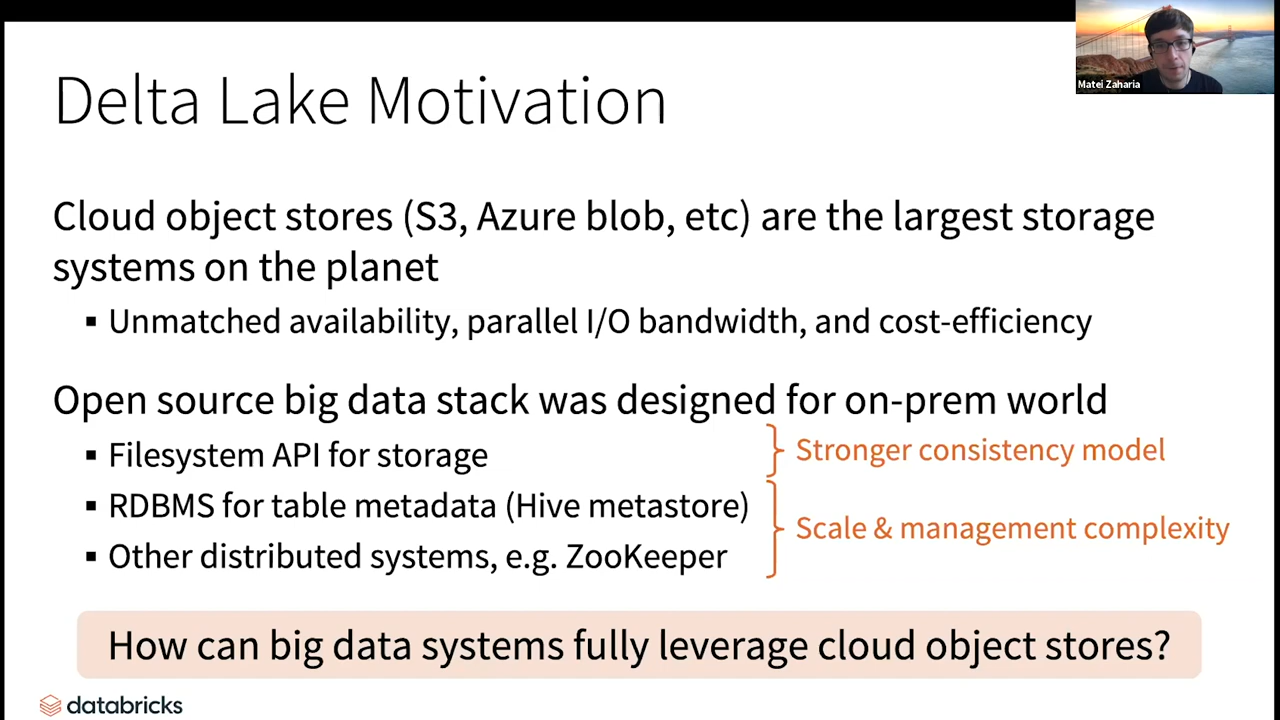 Matei Zaharia
Delta Lake Motivation
Cloud object stores (S3, Azure blob, etc) are the largest storage
systems on the planet
▪ Unmatched availability, parallel I/O bandwidth, and cost-efficiency
Open source big data stack was designed for on-prem world
▪ Filesystem API for storage
Stronger consistency model
▪ RDBMS for table metadata (Hive metastore)
▪ Other distributed systems, e.g. ZooKeeper
Scale & management complexity
How can big data systems fully leverage cloud object stores?
databricks